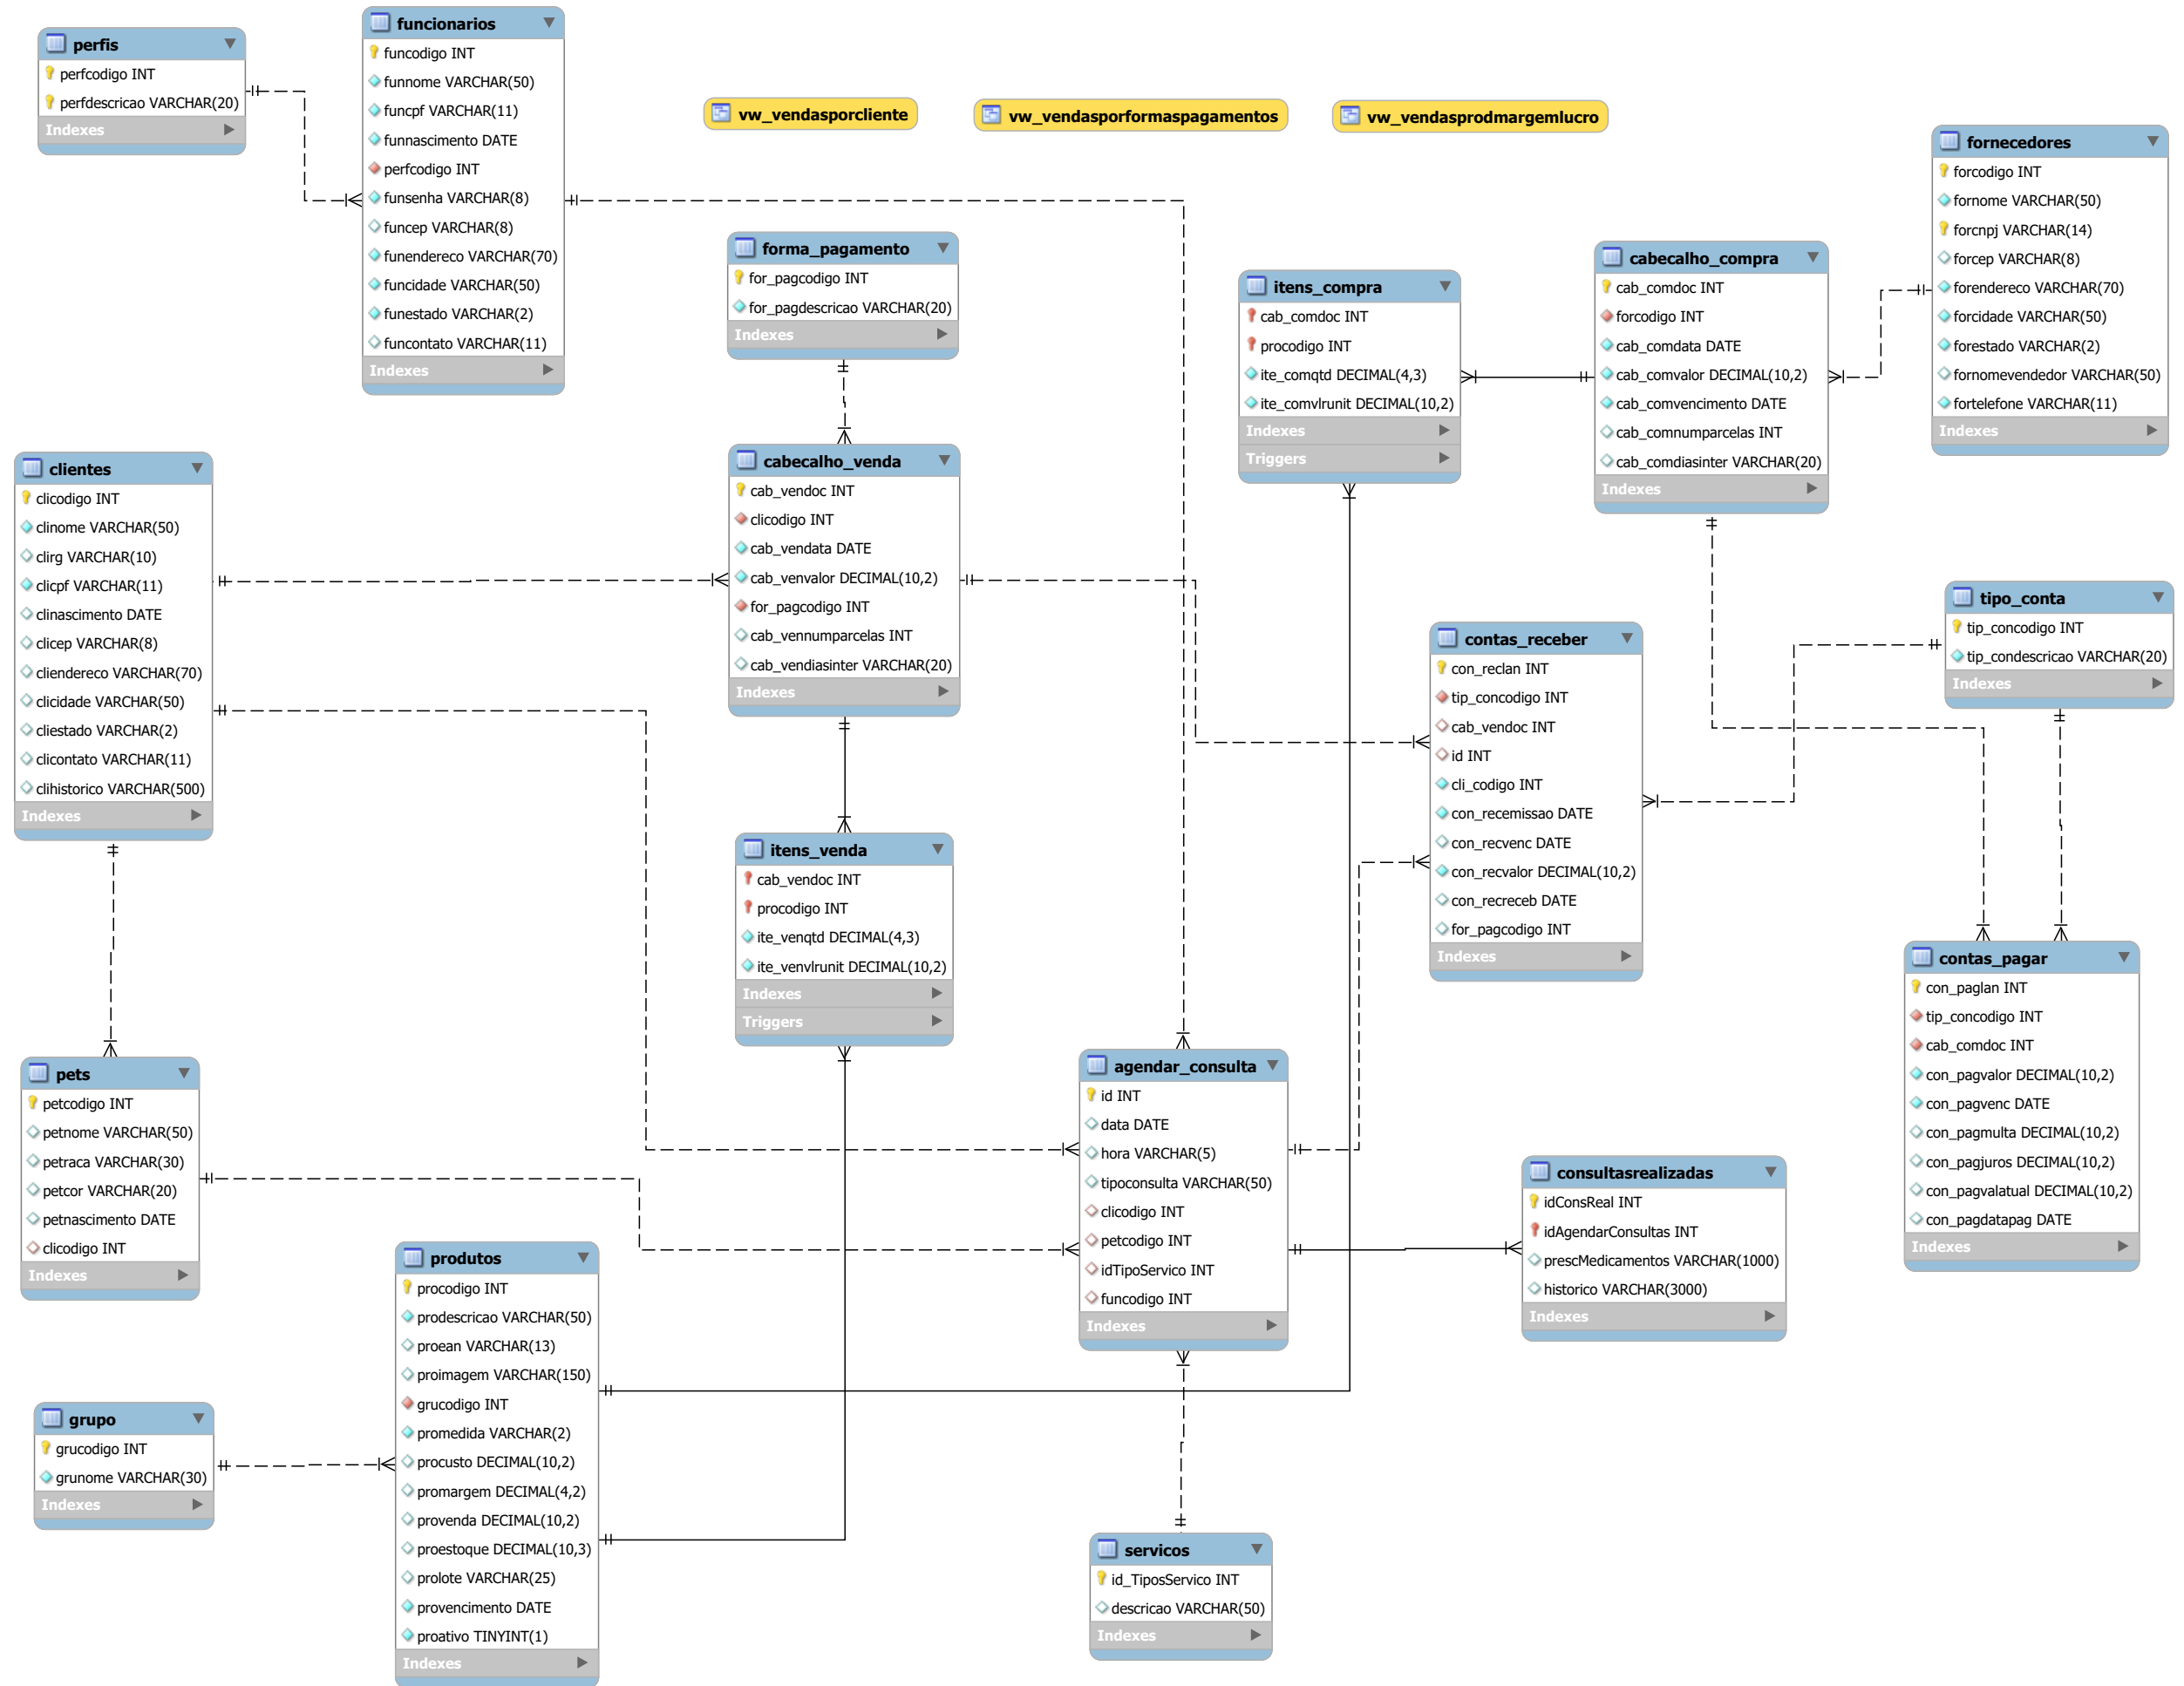 perfis
perfcodigo INT
perfdescricao VARCHAR(20)
Indexes
funcionarios
funcodigo INT
funnome VARCHAR(50)
funcpf VARCHAR(11)
funnascimento DATE
perfcodigo INT
funsenha VARCHAR(8)
funcep VARCHAR(8)
funendereco VARCHAR(70)
funcidade VARCHAR(50)
funestado VARCHAR(2)
funcontato VARCHAR(11)
Indexes
vw_vendasporcliente
vw_vendasporformaspagamentos
vw_vendasprodmargemlucro
fornecedores
forcodigo INT
fornome VARCHAR(50)
forcnpj VARCHAR(14)
forcep VARCHAR(8)
forendereco VARCHAR(70)
forcidade VARCHAR(50)
forestado VARCHAR(2)
fornomevendedor VARCHAR(50)
fortelefone VARCHAR(11)
Indexes
forma_pagamento
for_pagcodigo INT
for_pagdescricao VARCHAR(20)
Indexes
itens_compra
cab_comdoc INT
procodigo INT
ite_comqtd DECIMAL(4,3)
ite_comvlrunit DECIMAL(10,2)
Indexes
Triggers
cabecalho_compra
cab_comdoc INT
forcodigo INT
cab_comdata DATE
cab_comvalor DECIMAL(10,2)
cab_comvencimento DATE
cab_comnumparcelas INT
cab_comdiasinter VARCHAR(20)
Indexes
clientes
clicodigo INT
clinome VARCHAR(50)
clirg VARCHAR(10)
clicpf VARCHAR(11)
clinascimento DATE
clicep VARCHAR(8)
cliendereco VARCHAR(70)
clicidade VARCHAR(50)
cliestado VARCHAR(2)
clicontato VARCHAR(11)
clihistorico VARCHAR(500)
Indexes
cabecalho_venda
cab_vendoc INT
clicodigo INT
cab_vendata DATE
cab_venvalor DECIMAL(10,2)
for_pagcodigo INT
cab_vennumparcelas INT
cab_vendiasinter VARCHAR(20)
Indexes
contas_receber
con_reclan INT
tip_concodigo INT
cab_vendoc INT
id INT
cli_codigo INT
con_recemissao DATE
con_recvenc DATE
con_recvalor DECIMAL(10,2)
con_recreceb DATE
for_pagcodigo INT
Indexes
tipo_conta
tip_concodigo INT
tip_condescricao VARCHAR(20)
Indexes
itens_venda
cab_vendoc INT
procodigo INT
ite_venqtd DECIMAL(4,3)
ite_venvlrunit DECIMAL(10,2)
Indexes
Triggers
contas_pagar
con_paglan INT
tip_concodigo INT
cab_comdoc INT
con_pagvalor DECIMAL(10,2)
con_pagvenc DATE
con_pagmulta DECIMAL(10,2)
con_pagjuros DECIMAL(10,2)
con_pagvalatual DECIMAL(10,2)
con_pagdatapag DATE
Indexes
pets
petcodigo INT
petnome VARCHAR(50)
petraca VARCHAR(30)
petcor VARCHAR(20)
petnascimento DATE
clicodigo INT
Indexes
agendar_consulta
id INT
data DATE
hora VARCHAR(5)
tipoconsulta VARCHAR(50)
clicodigo INT
petcodigo INT
idTipoServico INT
funcodigo INT
Indexes
consultasrealizadas
idConsReal INT
idAgendarConsultas INT
prescMedicamentos VARCHAR(1000)
historico VARCHAR(3000)
Indexes
produtos
procodigo INT
prodescricao VARCHAR(50)
proean VARCHAR(13)
proimagem VARCHAR(150)
grucodigo INT
promedida VARCHAR(2)
procusto DECIMAL(10,2)
promargem DECIMAL(4,2)
provenda DECIMAL(10,2)
proestoque DECIMAL(10,3)
prolote VARCHAR(25)
provencimento DATE
proativo TINYINT(1)
Indexes
grupo
grucodigo INT
grunome VARCHAR(30)
Indexes
servicos
id_TiposServico INT
descricao VARCHAR(50)
Indexes